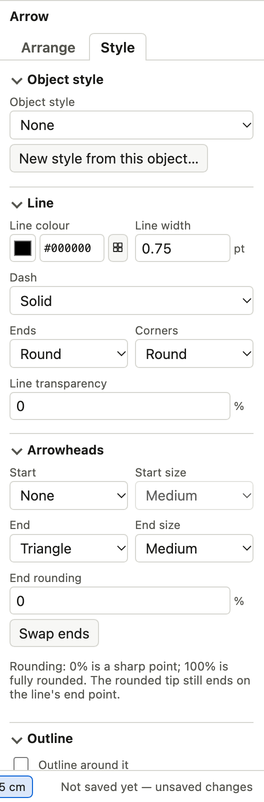 Arrow
Arrange Style
Object style
Object style
None
New style from this object...
Line
Line colour Line width
#000000 0.75 pt
Dash
Solid
Ends Corners
Round Round
Line transparency
0 %
Arrowheads
Start Start size
None Medium
End End size
Triangle Medium
End rounding
0 %
Swap ends
Rounding: 0% is a sharp point; 100% is
fully rounded. The rounded tip still ends on
the line's end point.
Outline
Outline around it
5 cm Not saved yet — unsaved changes